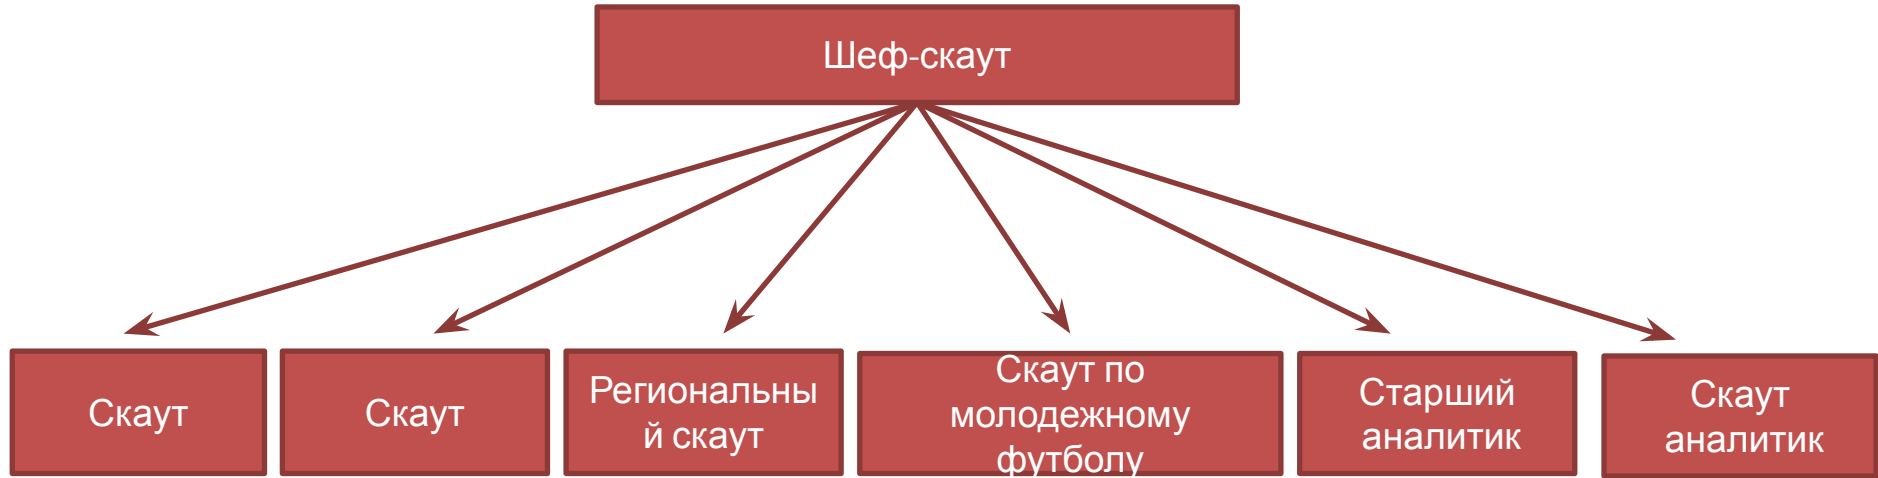 Шеф-скаут
Скаут
Скаут
Региональны
й скаут
Скаут по
молодежному
футболу
Старший
аналитик
Скаут
аналитик